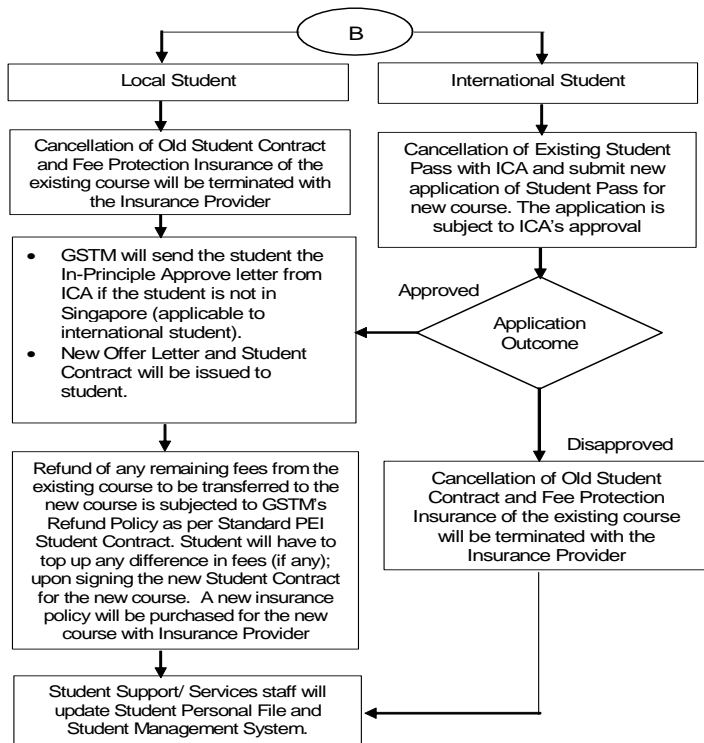 B
Local Student
International Student
Cancellation of Old Student Contract
and Fee Protection Insurance of the
existing course will be terminated with
the Insurance Provider
Cancellation of Existing Student
Pass with ICA and submit new
application of Student Pass for
new course. The application is
subject to ICA's approval
• GSTM will send the student the
In-Principle Approve letter from
ICA if the student is not in
Singapore (applicable to
international student).
• New Offer Letter and Student
Contract will be issued to
student.
Approved
Application
Outcome
Disapproved
Refund of any remaining fees from the
existing course to be transferred to the
new course is subjected to GSTM's
Refund Policy as per Standard PEI
Student Contract. Student will have to
top up any difference in fees (if any);
upon signing the new Student Contract
for the new course. A new insurance
policy will be purchased for the new
course with Insurance Provider
Cancellation of Old Student
Contract and Fee Protection
Insurance of the existing course
will be terminated with the
Insurance Provider
Student Support/ Services staff will
update Student Personal File and
Student Management System.